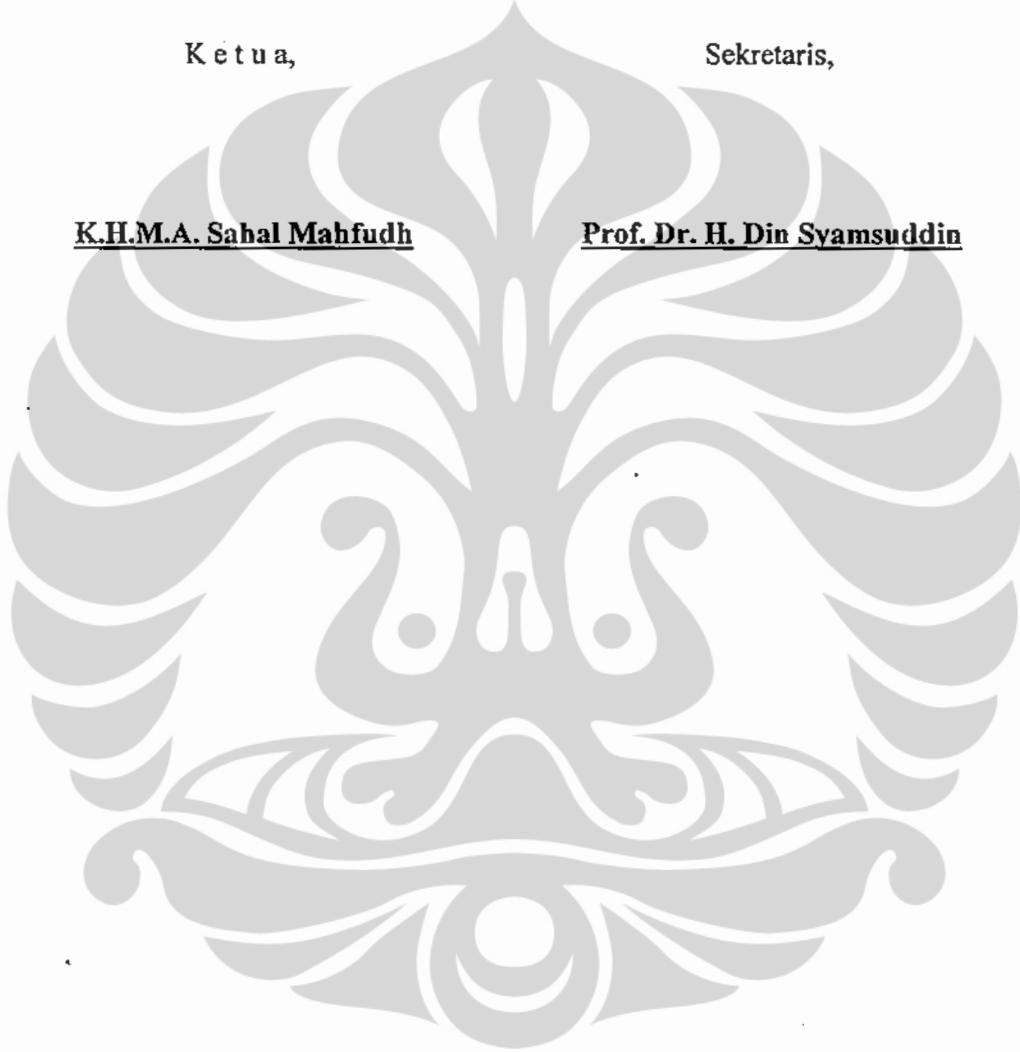 K e t u a, Sekretaris,
K.H.M.A. Sahal Mahfudh Prof. Dr. H. Din Syamsuddin